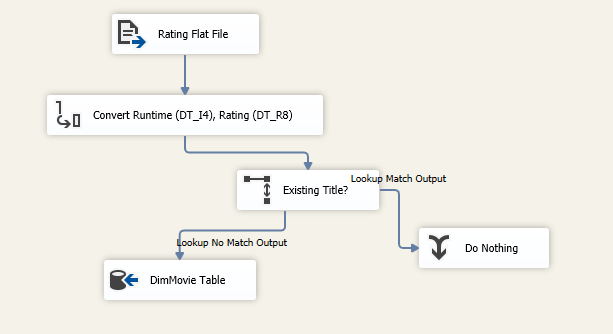 Rating Flat File
Convert Runtime (DT_I4), Rating (DT_R8)
Existing Title?
Lookup Match Output
Lookup No Match Output
Do Nothing
DimMovie Table